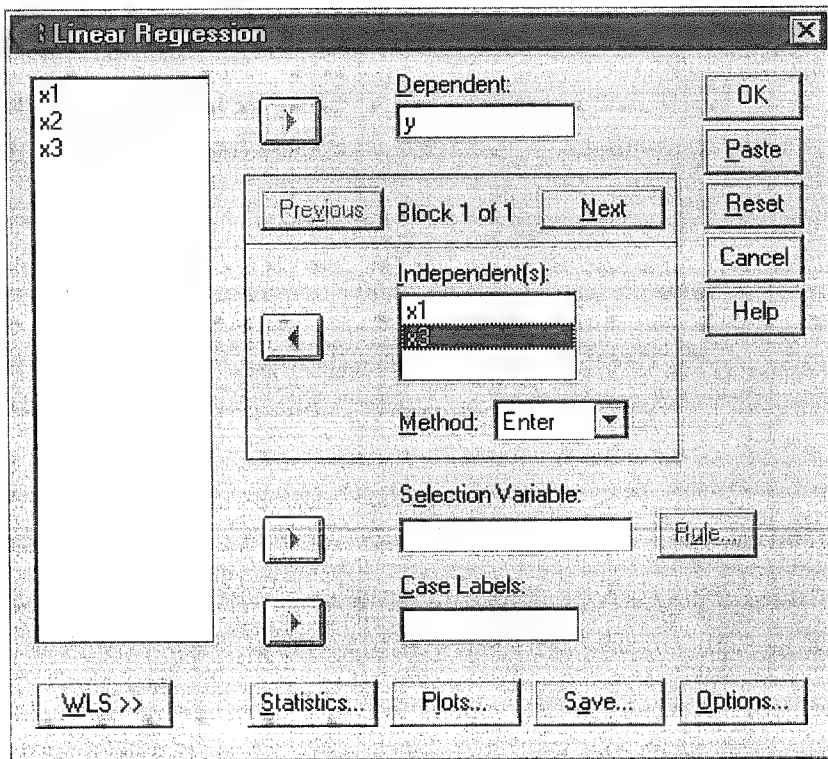 Linear Regression
x1
x2
x3
Dependent:
y
Previous
Block 1 of 1
Next
Independent(s):
x1
x3
Method:
Enter
Selection Variable:
Rule...
Case Labels:
OK
Paste
Reset
Cancel
Help
WLS >>
Statistics...
Plots...
Save...
Options...